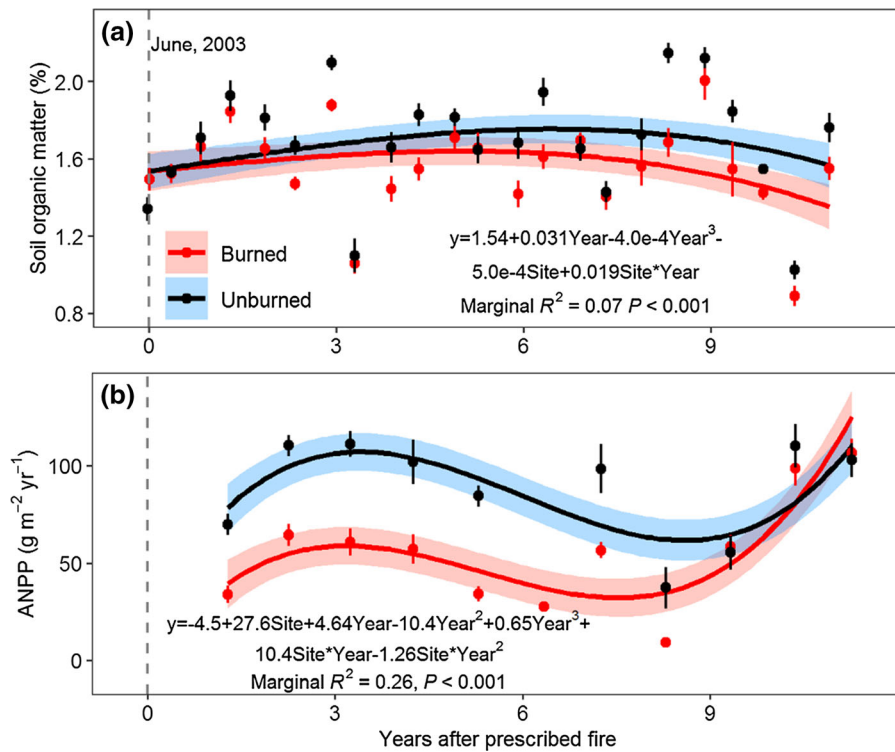 (a)
June, 2003
Soil organic matter (%)
2.0
1.6
1.2
0.8
Burned
Unburned
y=1.54+0.031Year-4.0e-4Year³-
5.0e-4Site+0.019Site*Year
Marginal R² = 0.07 P < 0.001
0 3 6 9
(b)
ANPP (g m⁻² yr⁻¹)
100
50
0
y=-4.5+27.6Site+4.64Year-10.4Year²+0.65Year³+
10.4Site*Year-1.26Site*Year²
Marginal R² = 0.26, P < 0.001
0 3 6 9
Years after prescribed fire